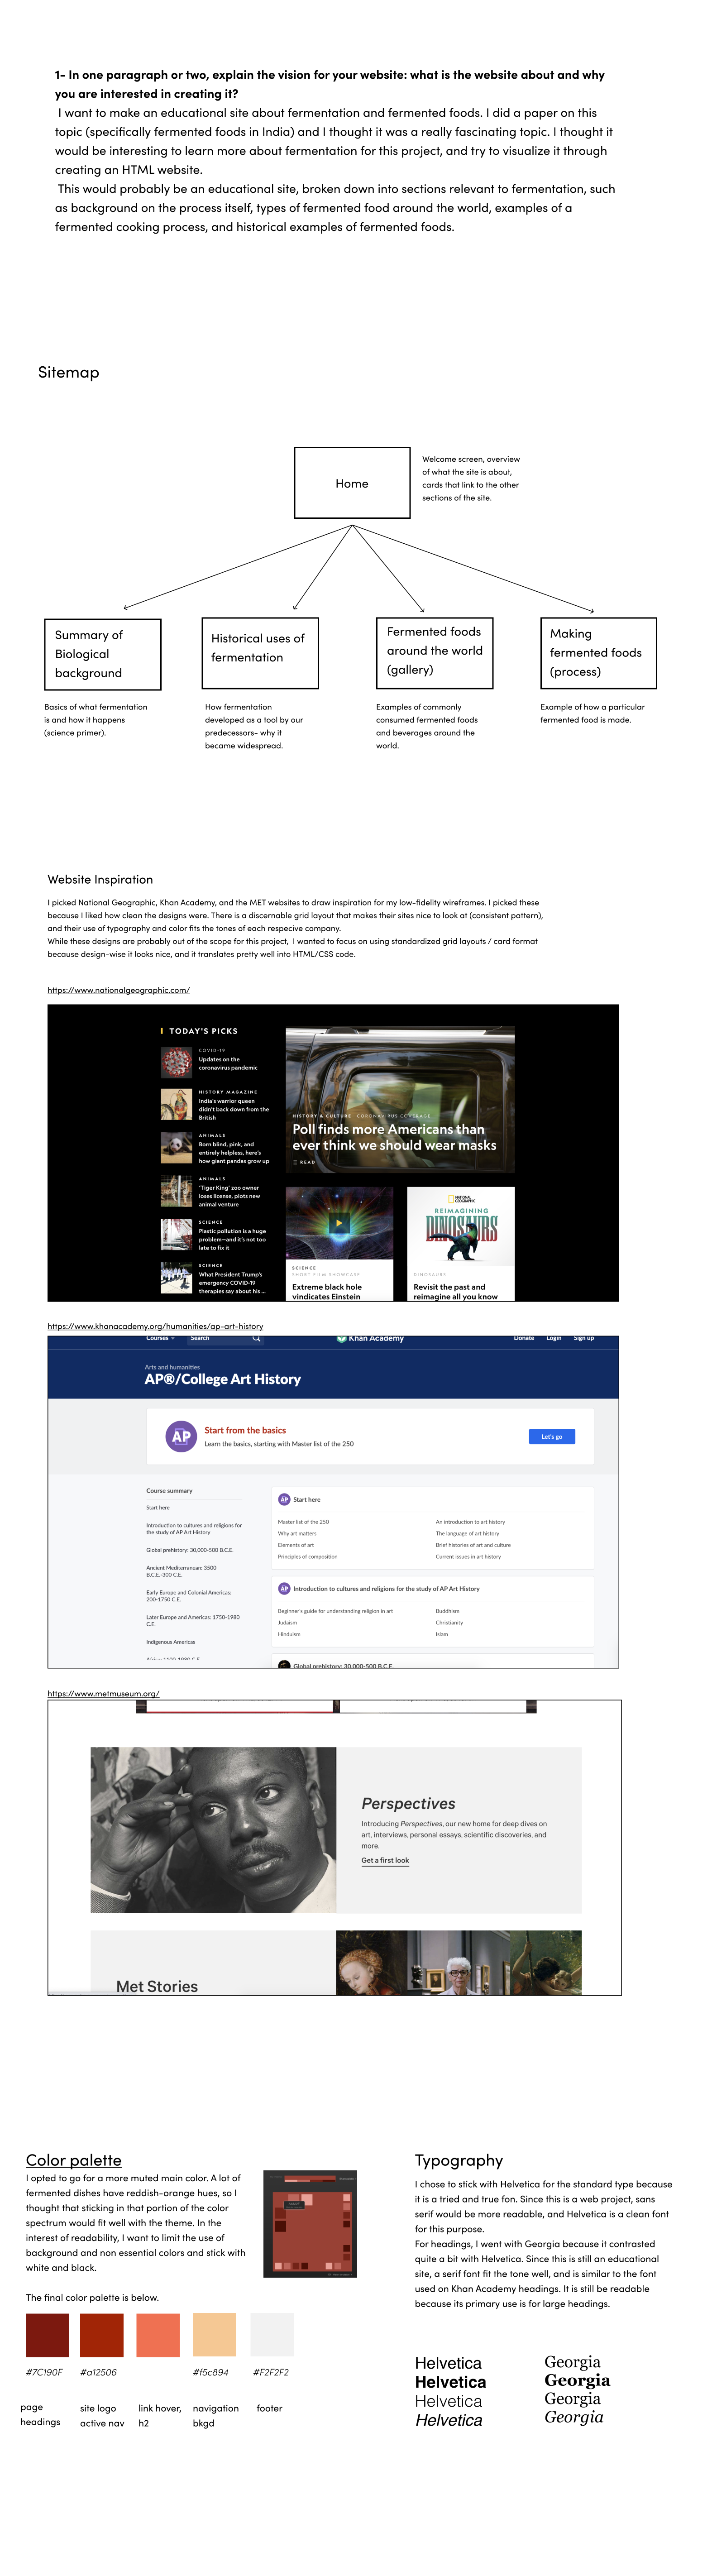 1- In one paragraph or two, explain the vision for your website: what is the website about and why
you are interested in creating it?
I want to make an educational site about fermentation and fermented foods. I did a paper on this
topic (specifically fermented foods in India) and I thought it was a really fascinating topic. I thought it
would be interesting to learn more about fermentation for this project, and try to visualize it through
creating an HTML website.
This would probably be an educational site, broken down into sections relevant to fermentation, such
as background on the process itself, types of fermented food around the world, examples of a
fermented cooking process, and historical examples of fermented foods.
Sitemap
Home
Welcome screen, overview
of what the site is about,
cards that link to the other
sections of the site.
Summary of
Biological
background
Basics of what fermentation
is and how it happens
(science primer).
Historical uses of
fermentation
How fermentation
developed as a tool by our
predecessors- why it
became widespread.
Fermented foods
around the world
(gallery)
Examples of commonly
consumed fermented foods
and beverages around the
world.
Making
fermented foods
(process)
Example of how a particular
fermented food is made.
Website Inspiration
I picked National Geographic, Khan Academy, and the MET websites to draw inspiration for my low-fidelity wireframes. I picked these
because I liked how clean the designs were. There is a discernable grid layout that makes their sites nice to look at (consistent pattern),
and their use of typography and color fits the tones of each respecive company.
While these designs are probably out of the scope for this project, I wanted to focus on using standardized grid layouts / card format
because design-wise it looks nice, and it translates pretty well into HTML/CSS code.
https://www.nationalgeographic.com/
TODAY'S PICKS
COVID-19
Updates on the
coronavirus pandemic
HISTORY MAGAZINE
India's warrior queen
didn't back down from the
British
ANIMALS
Born blind, pink, and
entirely helpless, here's
how giant pandas grow up
ANIMALS
'Tiger King' zoo owner
loses license, plots new
animal venture
SCIENCE
Plastic pollution is a huge
problem—and it's not too
late to fix it
SCIENCE
What President Trump's
emergency COVID-19
therapies say about his ...
HISTORY & CULTURE CORONAVIRUS COVERAGE
Poll finds more Americans than
ever think we should wear masks
READ
SCIENCE
SHORT FILM SHOWCASE
Extreme black hole
vindicates Einstein
NATIONAL
GEOGRAPHIC
REIMAGINING
DINOSAURS
DINOSAURS
Revisit the past and
reimagine all you know
https://www.khanacademy.org/humanities/ap-art-history
Courses
Search
Khan Academy
Donate
Login
Sign up
Arts and humanities
AP®/College Art History
AP
Start from the basics
Learn the basics, starting with Master list of the 250
Let's go
Course summary
Start here
Introduction to cultures and religions for
the study of AP Art History
Global prehistory: 30,000-500 B.C.E.
Ancient Mediterranean: 3500
B.C.E.-300 C.E.
Early Europe and Colonial Americas:
200-1750 C.E.
Later Europe and Americas: 1750-1980
C.E.
Indigenous Americas
Africa: 1100-1980 C.E.
AP Start here
Master list of the 250
Why art matters
Elements of art
Principles of composition
An introduction to art history
The language of art history
Brief histories of art and culture
Current issues in art history
AP Introduction to cultures and religions for the study of AP Art History
Beginner's guide for understanding religion in art
Judaism
Hinduism
Buddhism
Christianity
Islam
Global prehistory: 30,000-500 B.C.E.
https://www.metmuseum.org/
Perspectives
Introducing Perspectives, our new home for deep dives on
art, interviews, personal essays, scientific discoveries, and
more.
Get a first look
Met Stories
Color palette
I opted to go for a more muted main color. A lot of
fermented dishes have reddish-orange hues, so I
thought that sticking in that portion of the color
spectrum would fit well with the theme. In the
interest of readability, I want to limit the use of
background and non essential colors and stick with
white and black.
The final color palette is below.
#7C190F
#a12506
#f5c894
#F2F2F2
page
headings
site logo
active nav
link hover,
h2
navigation
bkgd
footer
Typography
I chose to stick with Helvetica for the standard type because
it is a tried and true fon. Since this is a web project, sans
serif would be more readable, and Helvetica is a clean font
for this purpose.
For headings, I went with Georgia because it contrasted
quite a bit with Helvetica. Since this is still an educational
site, a serif font fit the tone well, and is similar to the font
used on Khan Academy headings. It is still be readable
because its primary use is for large headings.
Helvetica
Helvetica
Helvetica
Helvetica
Georgia
Georgia
Georgia
Georgia